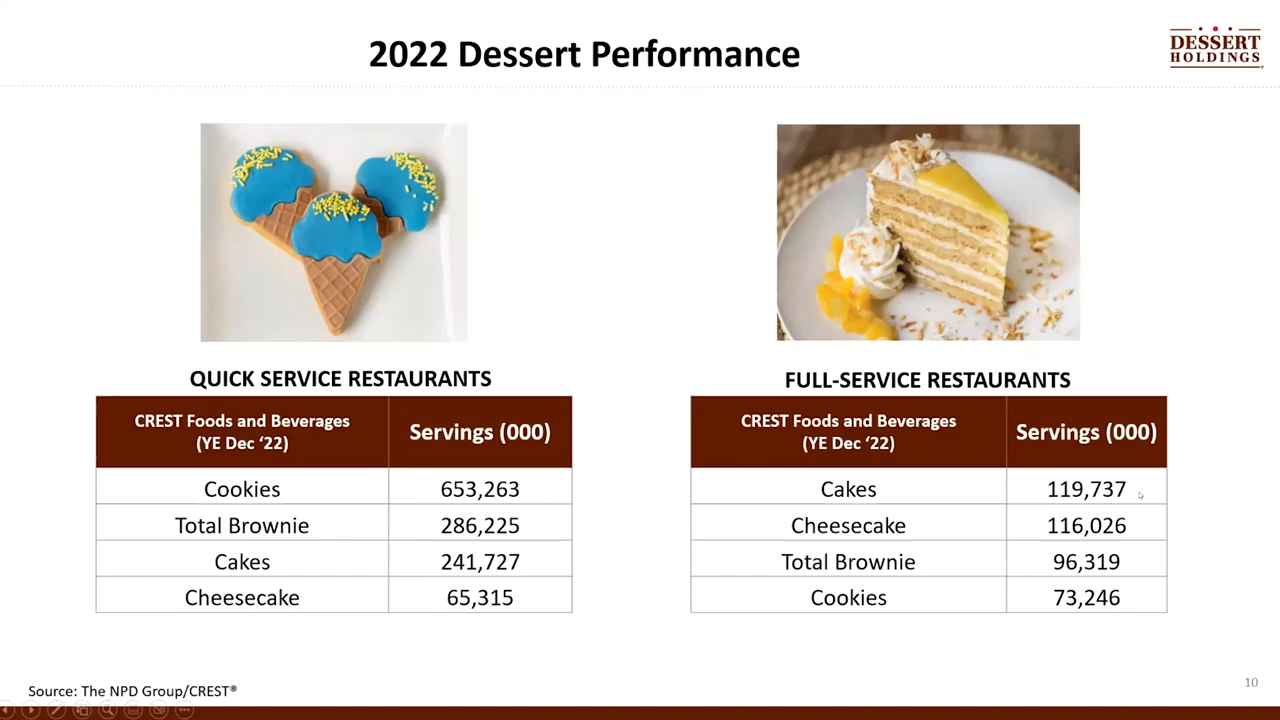 2022 Dessert Performance
DESSERT
HOLDINGS
QUICK SERVICE RESTAURANTS
CREST Foods and Beverages
(YE Dec ‘22)
Servings (000)
Cookies 653,263
Total Brownie 286,225
Cakes 241,727
Cheesecake 65,315
FULL-SERVICE RESTAURANTS
CREST Foods and Beverages
(YE Dec ‘22)
Servings (000)
Cakes 119,737
Cheesecake 116,026
Total Brownie 96,319
Cookies 73,246
Source: The NPD Group/CREST®
10